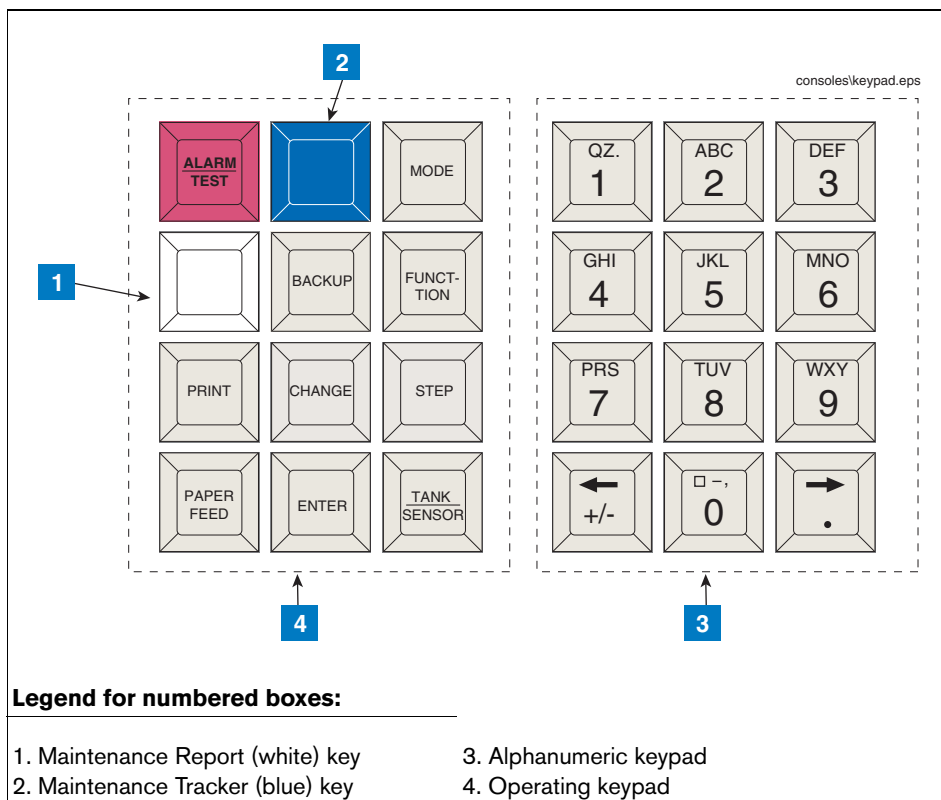 consoles\keypad.eps
2
1
ALARM
TEST
MODE
BACKUP
FUNCT-
TION
PRINT
CHANGE
STEP
PAPER
FEED
ENTER
TANK
SENSOR
4
QZ.
1
ABC
2
DEF
3
GHI
4
JKL
5
MNO
6
PRS
7
TUV
8
WXY
9
←
+/-
□ –,
0
→
.
3
Legend for numbered boxes:
1. Maintenance Report (white) key
2. Maintenance Tracker (blue) key
3. Alphanumeric keypad
4. Operating keypad